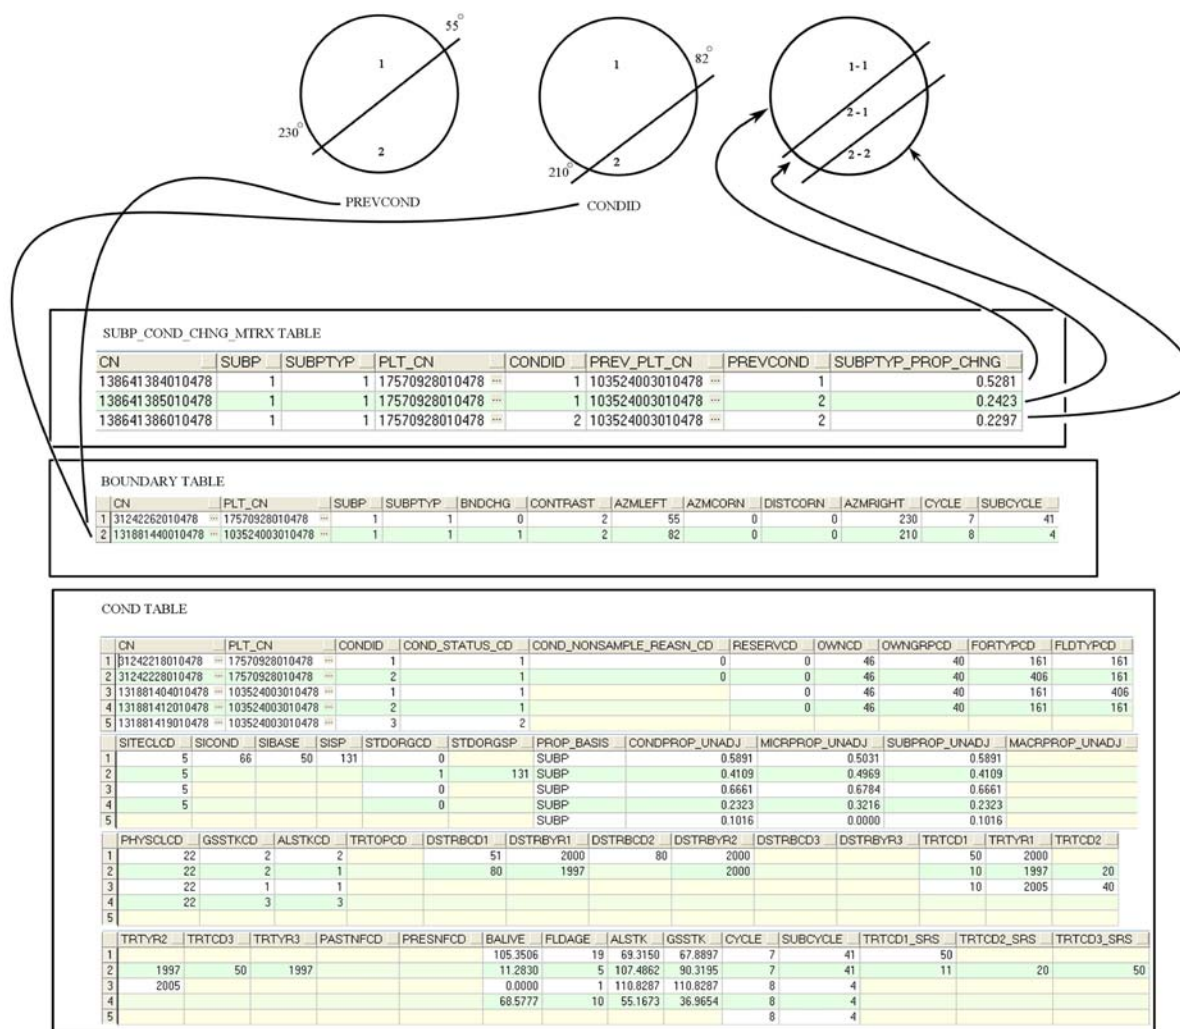 55°
82°
1
1
1-1
2-1
230°
2
210°
2
2-2
PREVCOND
CONDID
SUBP_COND_CHNG_MTRX TABLE
CN SUBP SUBPTYP PLT_CN CONDID PREV_PLT_CN PREVCOND SUBPTYP_PROP_CHNG
138641384010478 1 1 17570928010478 ... 1 103524003010478 ... 1 0.5281
138641385010478 1 1 17570928010478 ... 1 103524003010478 ... 2 0.2423
138641386010478 1 1 17570928010478 ... 2 103524003010478 ... 2 0.2297
BOUNDARY TABLE
CN PLT_CN SUBP SUBPTYP BNDCHG CONTRAST AZMLEFT AZMCORN DISTCORN AZMRIGHT CYCLE SUBCYCLE
1 31242262010478 ... 17570928010478 ... 1 1 0 2 55 0 0 230 7 41
2 131881440010478 ... 103524003010478 ... 1 1 1 2 82 0 0 210 8 4
COND TABLE
CN PLT_CN CONDID COND_STATUS_CD COND_NONSAMPLE_REASN_CD RESERVCD OWNCD OWNGRPCD FORTYPCD FLDTYPCD
1 31242218010478 ... 17570928010478 ... 1 1 0 0 46 40 161 161
2 31242228010478 ... 17570928010478 ... 2 1 0 0 46 40 406 161
3 131881404010478 ... 103524003010478 ... 1 1 0 46 40 161 406
4 131881412010478 ... 103524003010478 ... 2 1 0 46 40 161 161
5 131881419010478 ... 103524003010478 ... 3 2
SITECLCD SICOND SIBASE SISP STDORGCD STDORGSP PROP_BASIS CONDPROP_UNADJ MICRPROP_UNADJ SUBPROP_UNADJ MACRPROP_UNADJ
1 5 66 50 131 0 SUBP 0.5891 0.5031 0.5891
2 5 1 131 SUBP 0.4109 0.4969 0.4109
3 5 0 SUBP 0.6661 0.6784 0.6661
4 5 0 SUBP 0.2323 0.3216 0.2323
5 SUBP 0.1016 0.0000 0.1016
PHYSCLCD GSSTKCD ALSTKCD TRTOPCD DSTRBCD1 DSTRBYR1 DSTRBCD2 DSTRBYR2 DSTRBCD3 DSTRBYR3 TRTCD1 TRTYR1 TRTCD2
1 22 2 2 51 2000 80 2000 50 2000
2 22 2 1 80 1997 2000 10 1997 20
3 22 1 1 10 2005 40
4 22 3 3
5
TRTYR2 TRTCD3 TRTYR3 PASTNFCD PRESNFCD BALIVE FLDAGE ALSTK GSSTK CYCLE SUBCYCLE TRTCD1_SRS TRTCD2_SRS TRTCD3_SRS
1 105.3506 19 69.3150 67.8897 7 41 50
2 1997 50 1997 11.2830 5 107.4862 90.3195 7 41 11 20 50
3 2005 0.0000 1 110.8287 110.8287 8 4
4 68.5777 10 55.1673 36.9654 8 4
5 8 4